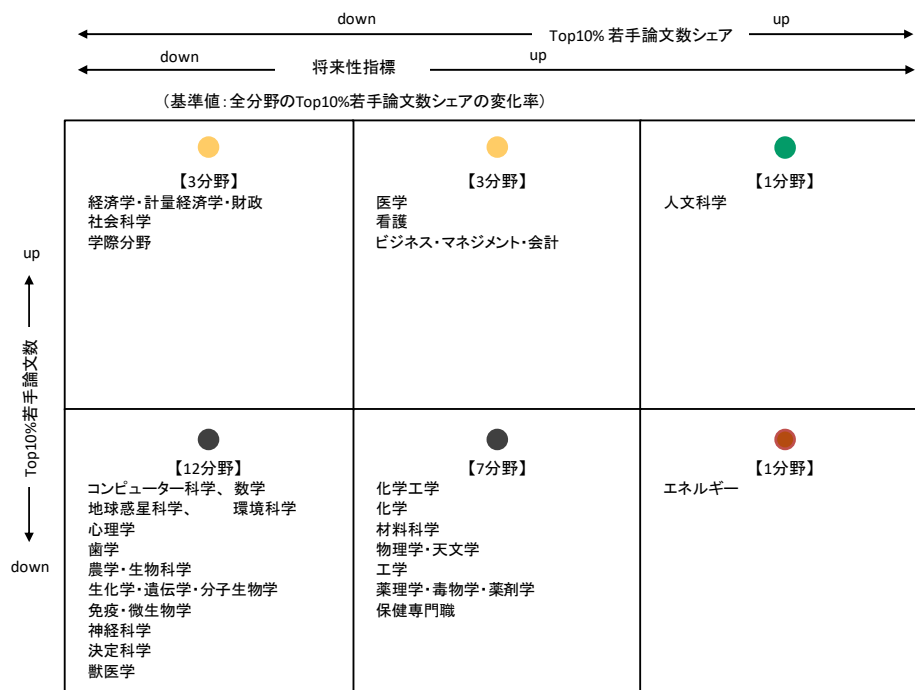 down
up
Top10% 若手論文数シェア
down
将来性指標
up
(基準値:全分野のTop10%若手論文数シェアの変化率)
up
Top10%若手論文数
down
【3分野】
経済学・計量経済学・財政
社会科学
学際分野
【3分野】
医学
看護
ビジネス・マネジメント・会計
【1分野】
人文科学
【12分野】
コンピューター科学、数学
地球惑星科学、 環境科学
心理学
歯学
農学・生物科学
生化学・遺伝学・分子生物学
免疫・微生物学
神経科学
決定科学
獣医学
【7分野】
化学工学
化学
材料科学
物理学・天文学
工学
薬理学・毒物学・薬剤学
保健専門職
【1分野】
エネルギー